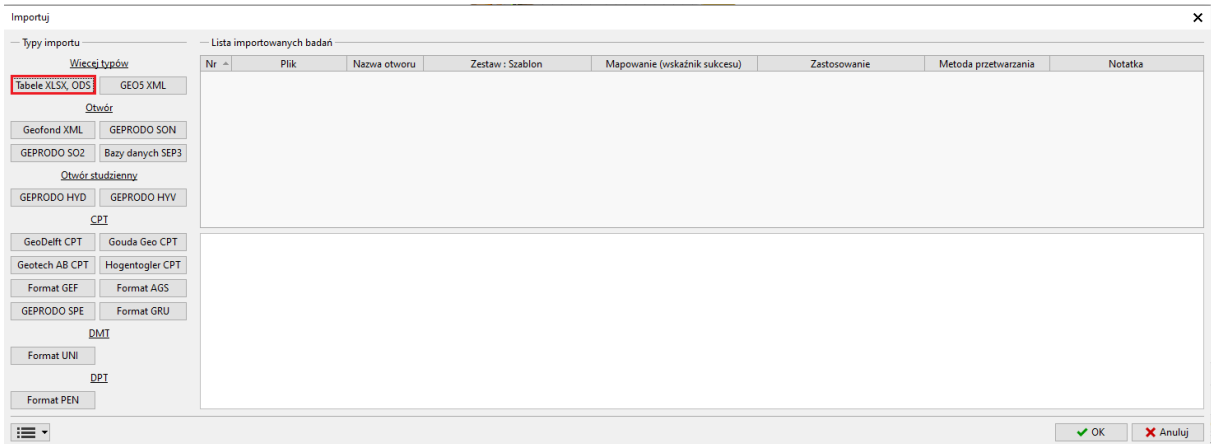 Importuj
Typy importu
Wiecej typów
Tabele XLSX, ODS GEO5 XML
Otwór
Geofond XML GEPRODO SON
GEPRODO SO2 Bazy danych SEP3
Otwór studzienny
GEPRODO HYD GEPRODO HYV
CPT
GeoDelft CPT Gouda Geo CPT
Geotech AB CPT Hogentogler CPT
Format GEF Format AGS
GEPRODO SPE Format GRU
DMT
Format UNI
DPT
Format PEN
Lista importowanych badań
Nr Plik Nazwa otworu Zestaw : Szablon Mapowanie (wskaźnik sukcesu) Zastosowanie Metoda przetwarzania Notatka
OK Anuluj